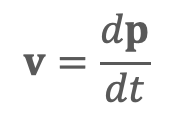 𝐯 = d𝐩/dt